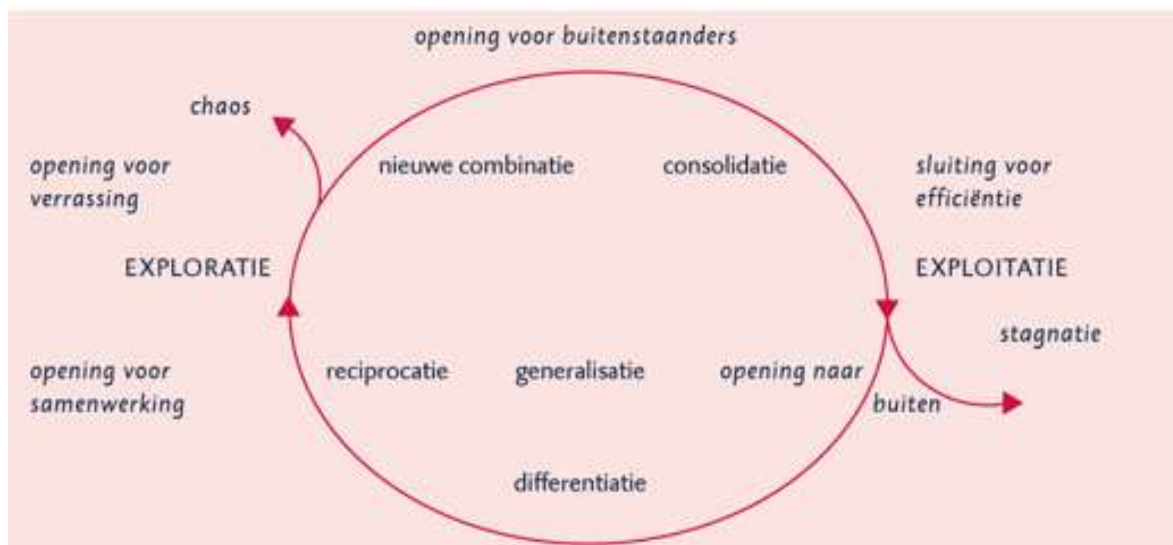 opening voor buitenstaanders
chaos
opening voor
verrassing
nieuwe combinatie
consolidatie
sluiting voor
efficiëntie
EXPLORATIE
EXPLOITATIE
stagnatie
opening voor
samenwerking
reciprocatie
generalisatie
opening naar
buiten
differentiatie